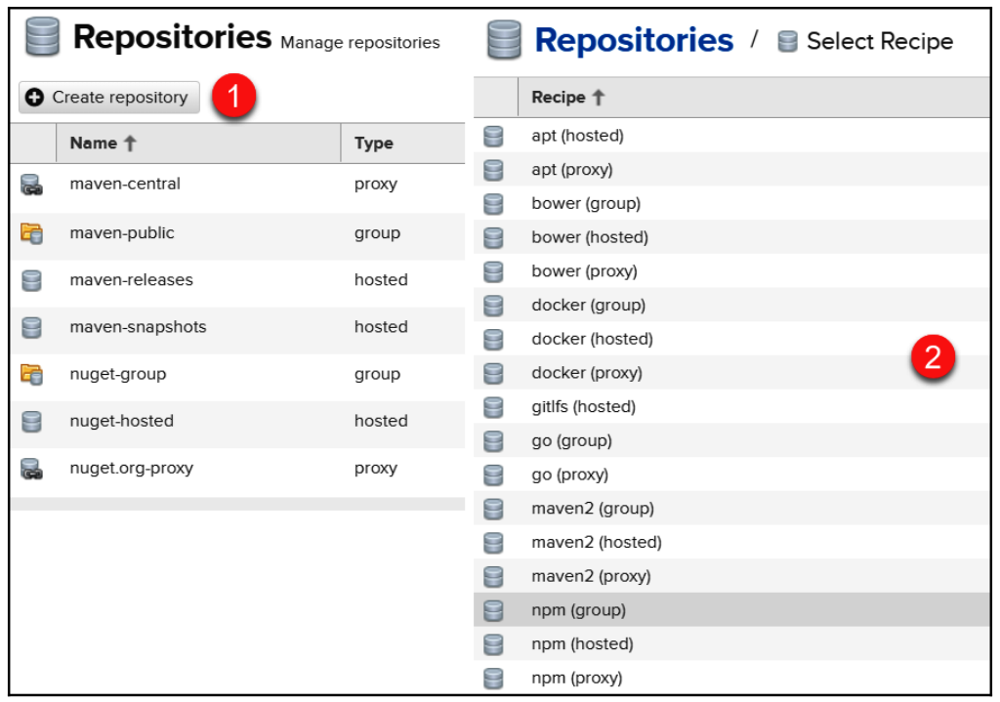 Repositories Manage repositories
Create repository 1
Name Type
maven-central proxy
maven-public group
maven-releases hosted
maven-snapshots hosted
nuget-group group
nuget-hosted hosted
nuget.org-proxy proxy
Repositories / Select Recipe
Recipe
apt (hosted)
apt (proxy)
bower (group)
bower (hosted)
bower (proxy)
docker (group)
docker (hosted)
2
docker (proxy)
gitlfs (hosted)
go (group)
go (proxy)
maven2 (group)
maven2 (hosted)
maven2 (proxy)
npm (group)
npm (hosted)
npm (proxy)